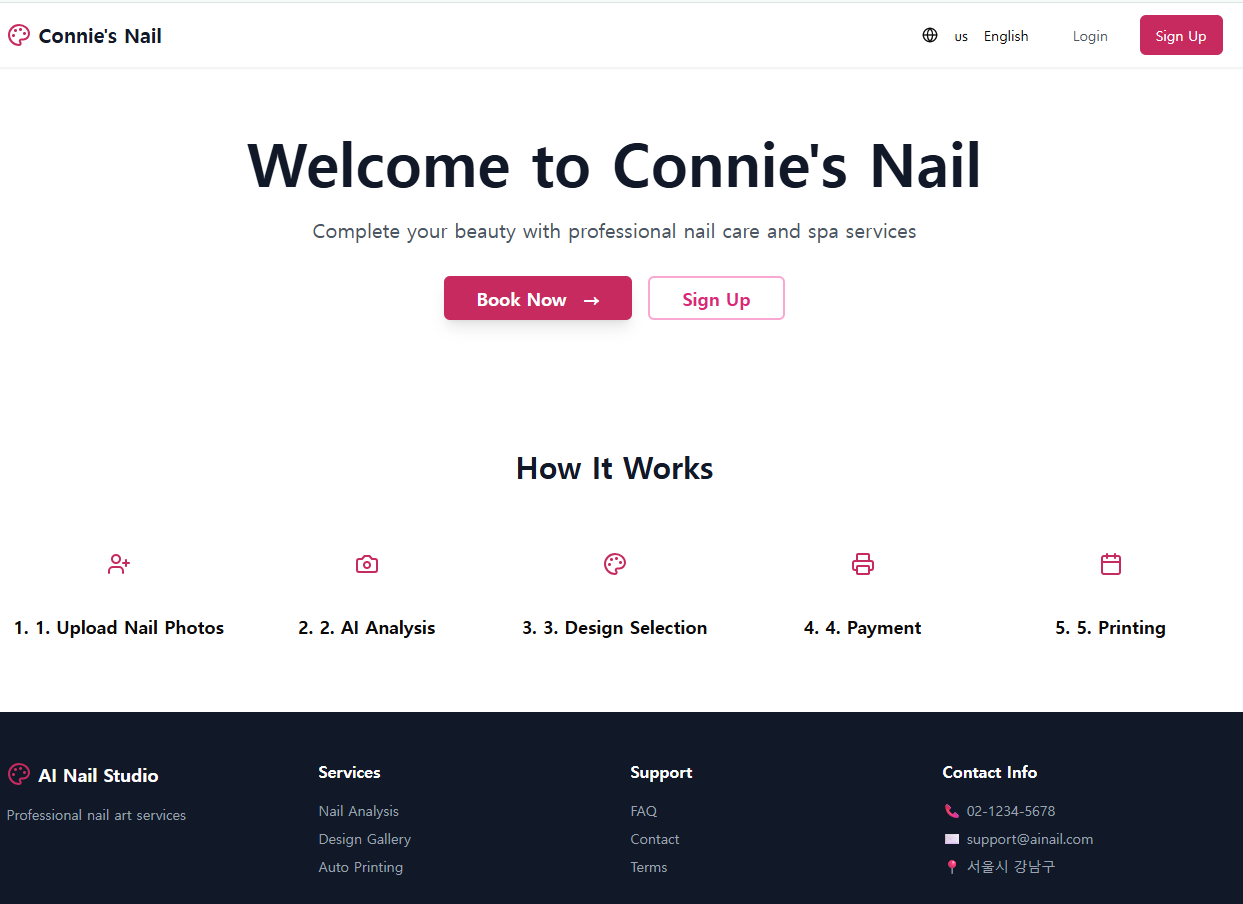 Connie's Nail
us English Login Sign Up
Welcome to Connie's Nail
Complete your beauty with professional nail care and spa services
Book Now → Sign Up
How It Works
1. 1. Upload Nail Photos
2. 2. AI Analysis
3. 3. Design Selection
4. 4. Payment
5. 5. Printing
AI Nail Studio
Professional nail art services
Services
Nail Analysis
Design Gallery
Auto Printing
Support
FAQ
Contact
Terms
Contact Info
02-1234-5678
support@ainail.com
서울시 강남구